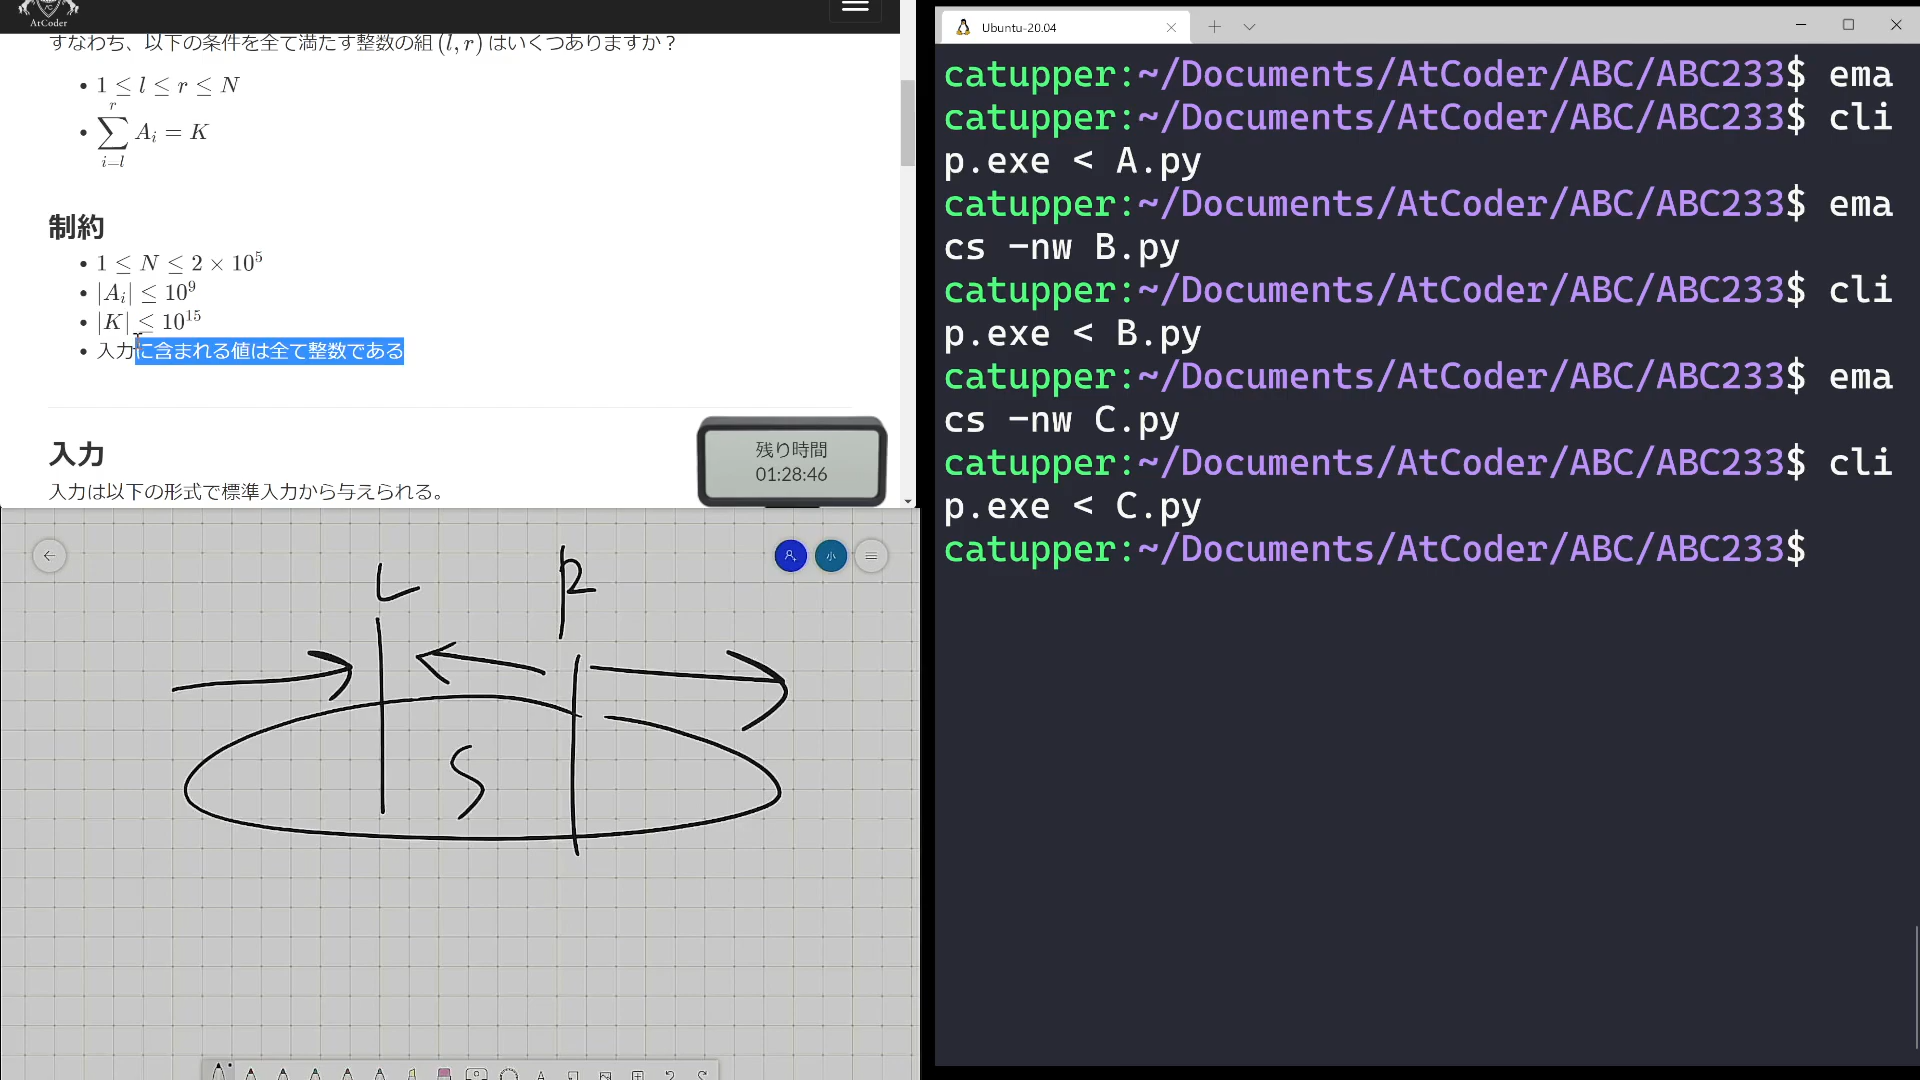 AtCoder
すなわち、以下の条件を全て満たす整数の組 (l, r) はいくつありますか？
1 ≤ l ≤ r ≤ N
∑_{i=l}^{r} A_i = K
制約
1 ≤ N ≤ 2 × 10^5
|A_i| ≤ 10^9
|K| ≤ 10^15
入力に含まれる値は全て整数である
入力
入力は以下の形式で標準入力から与えられる。
残り時間
01:28:46
小
L
R
S
Ubuntu-20.04
catupper:~/Documents/AtCoder/ABC/ABC233$ ema
catupper:~/Documents/AtCoder/ABC/ABC233$ cli
p.exe < A.py
catupper:~/Documents/AtCoder/ABC/ABC233$ ema
cs -nw B.py
catupper:~/Documents/AtCoder/ABC/ABC233$ cli
p.exe < B.py
catupper:~/Documents/AtCoder/ABC/ABC233$ ema
cs -nw C.py
catupper:~/Documents/AtCoder/ABC/ABC233$ cli
p.exe < C.py
catupper:~/Documents/AtCoder/ABC/ABC233$